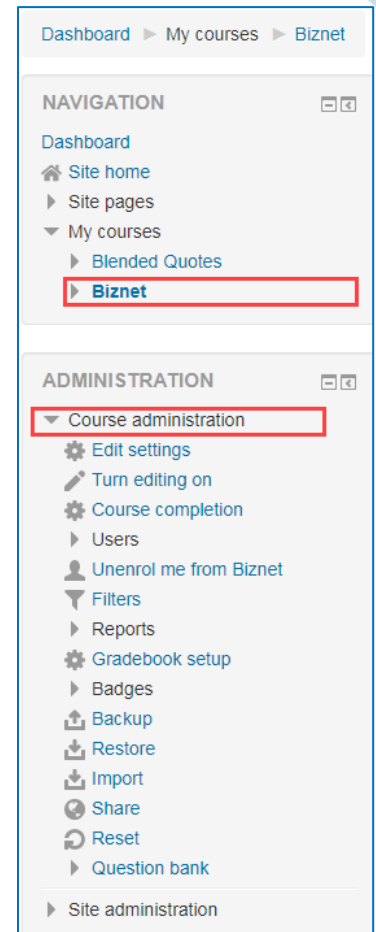 Dashboard ▶ My courses ▶ Biznet
NAVIGATION
Dashboard
Site home
Site pages
My courses
Blended Quotes
Biznet
ADMINISTRATION
Course administration
Edit settings
Turn editing on
Course completion
Users
Unenrol me from Biznet
Filters
Reports
Gradebook setup
Badges
Backup
Restore
Import
Share
Reset
Question bank
Site administration